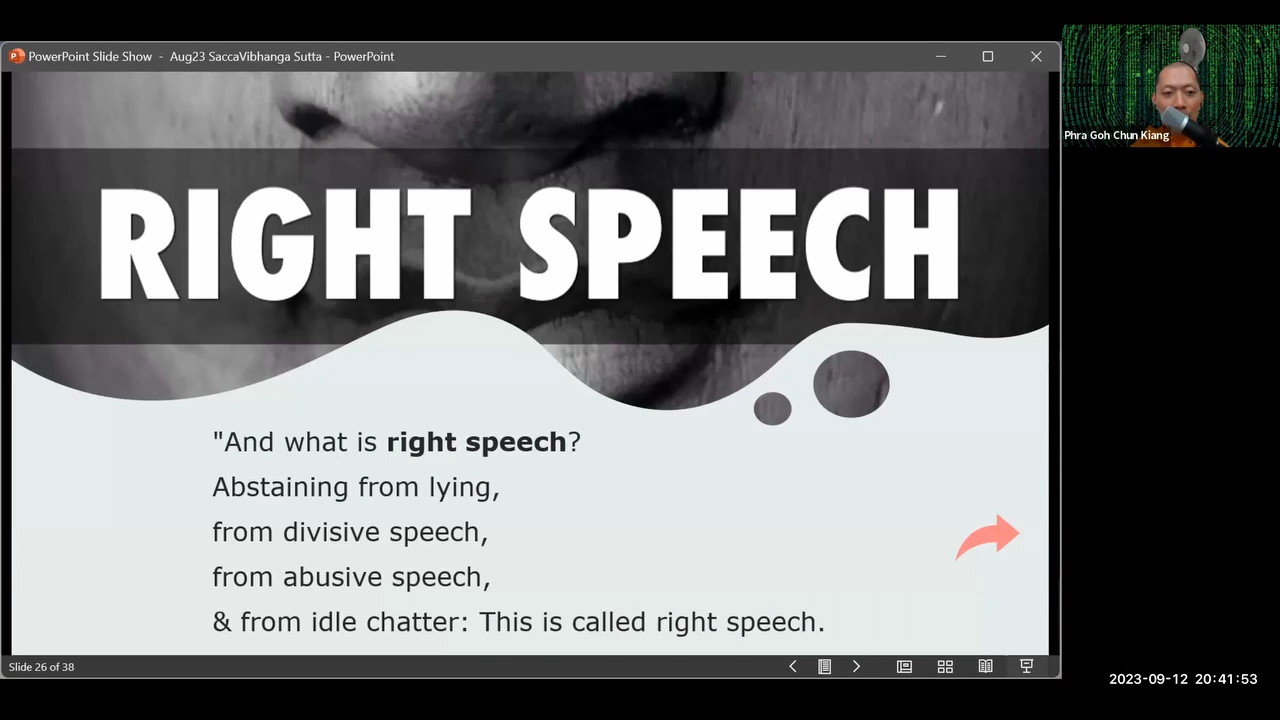 PowerPoint Slide Show - Aug23 SaccaVibhanga Sutta - PowerPoint
Phra Goh Chun Kiang
RIGHT SPEECH
"And what is right speech?
Abstaining from lying,
from divisive speech,
from abusive speech,
& from idle chatter: This is called right speech.
Slide 26 of 38
2023-09-12 20:41:53